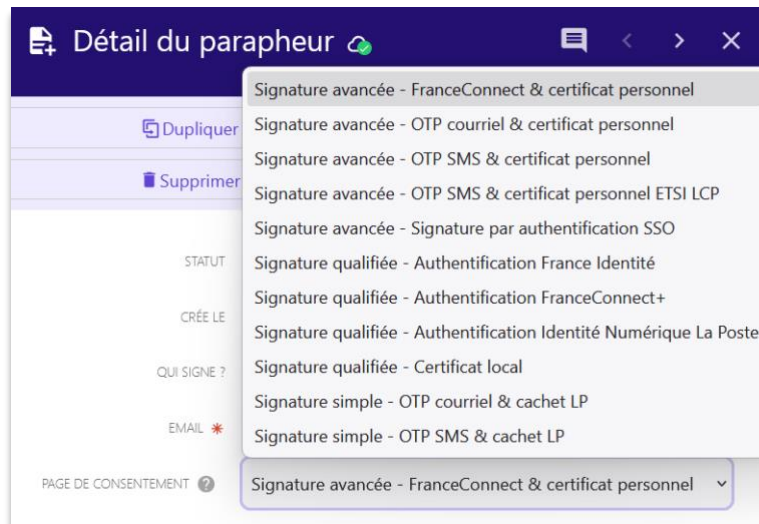 Détail du parapheur
Signature avancée - FranceConnect & certificat personnel
Dupliquer
Signature avancée - OTP courriel & certificat personnel
Signature avancée - OTP SMS & certificat personnel
Supprimer
Signature avancée - OTP SMS & certificat personnel ETSI LCP
Signature avancée - Signature par authentification SSO
STATUT
Signature qualifiée - Authentification France Identité
Signature qualifiée - Authentification FranceConnect+
CRÉE LE
Signature qualifiée - Authentification Identité Numérique La Poste
QUI SIGNE ?
Signature qualifiée - Certificat local
Signature simple - OTP courriel & cachet LP
EMAIL *
Signature simple - OTP SMS & cachet LP
PAGE DE CONSENTEMENT ? Signature avancée - FranceConnect & certificat personnel